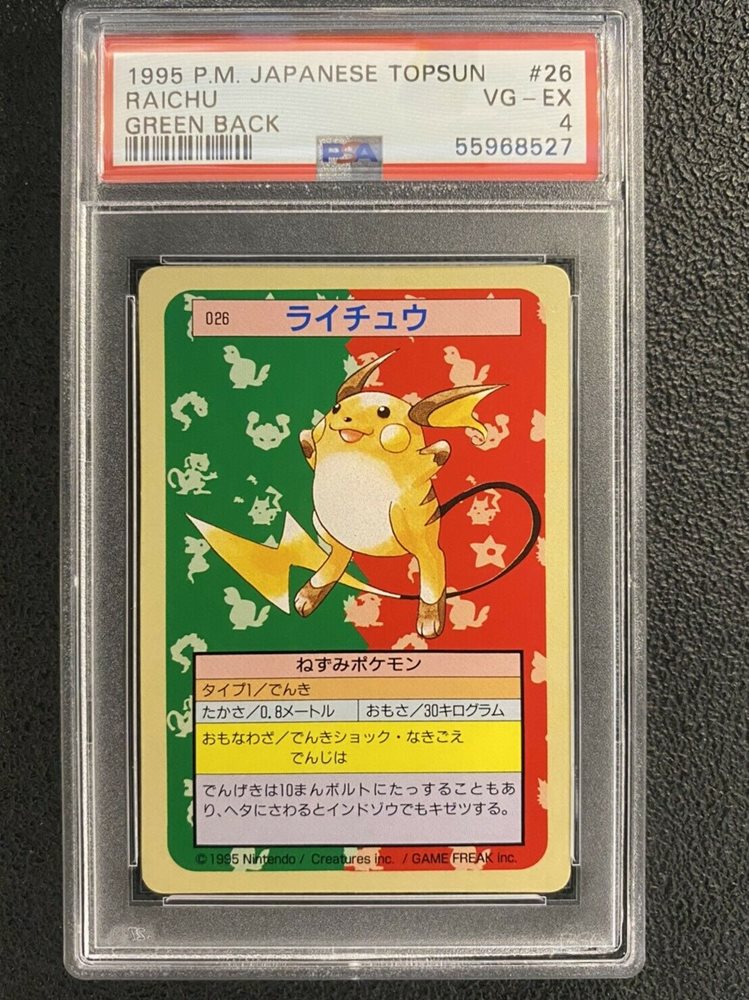 1995 P.M. JAPANESE TOPSUN #26
RAICHU VG-EX
GREEN BACK 4
PSA 55968527
026 ライチュウ
ねずみポケモン
タイプ1/でんき
たかさ/0.8メートル おもさ/30キログラム
おもなわざ/でんきショック・なきごえ
でんじは
でんげきは10まんボルトにたっすることもあ
り、ヘタにさわるとインドゾウでもキゼツする。
©1995 Nintendo / Creatures inc. / GAME FREAK inc.